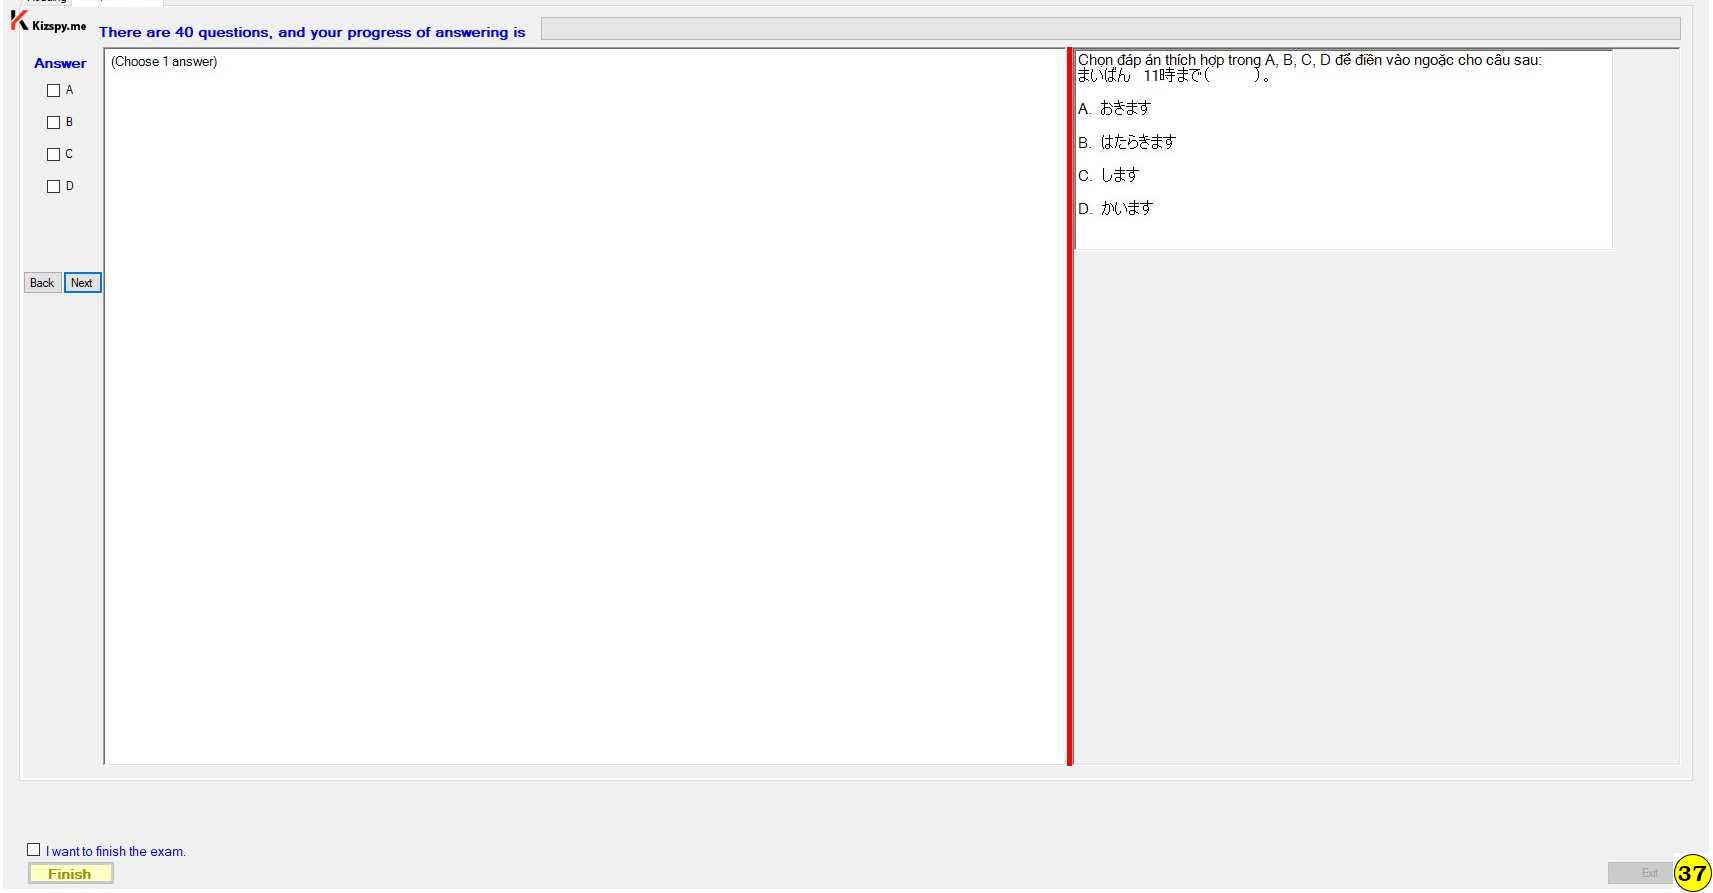 Kizspy.me
There are 40 questions, and your progress of answering is
Answer
A
B
C
D
Back
Next
(Choose 1 answer)
Chọn đáp án thích hợp trong A, B, C, D để điền vào ngoặc cho câu sau:
まいばん　11時まで(　　　)。
A. おきます
B. はたらきます
C. します
D. かいます
I want to finish the exam.
Finish
Exit
37